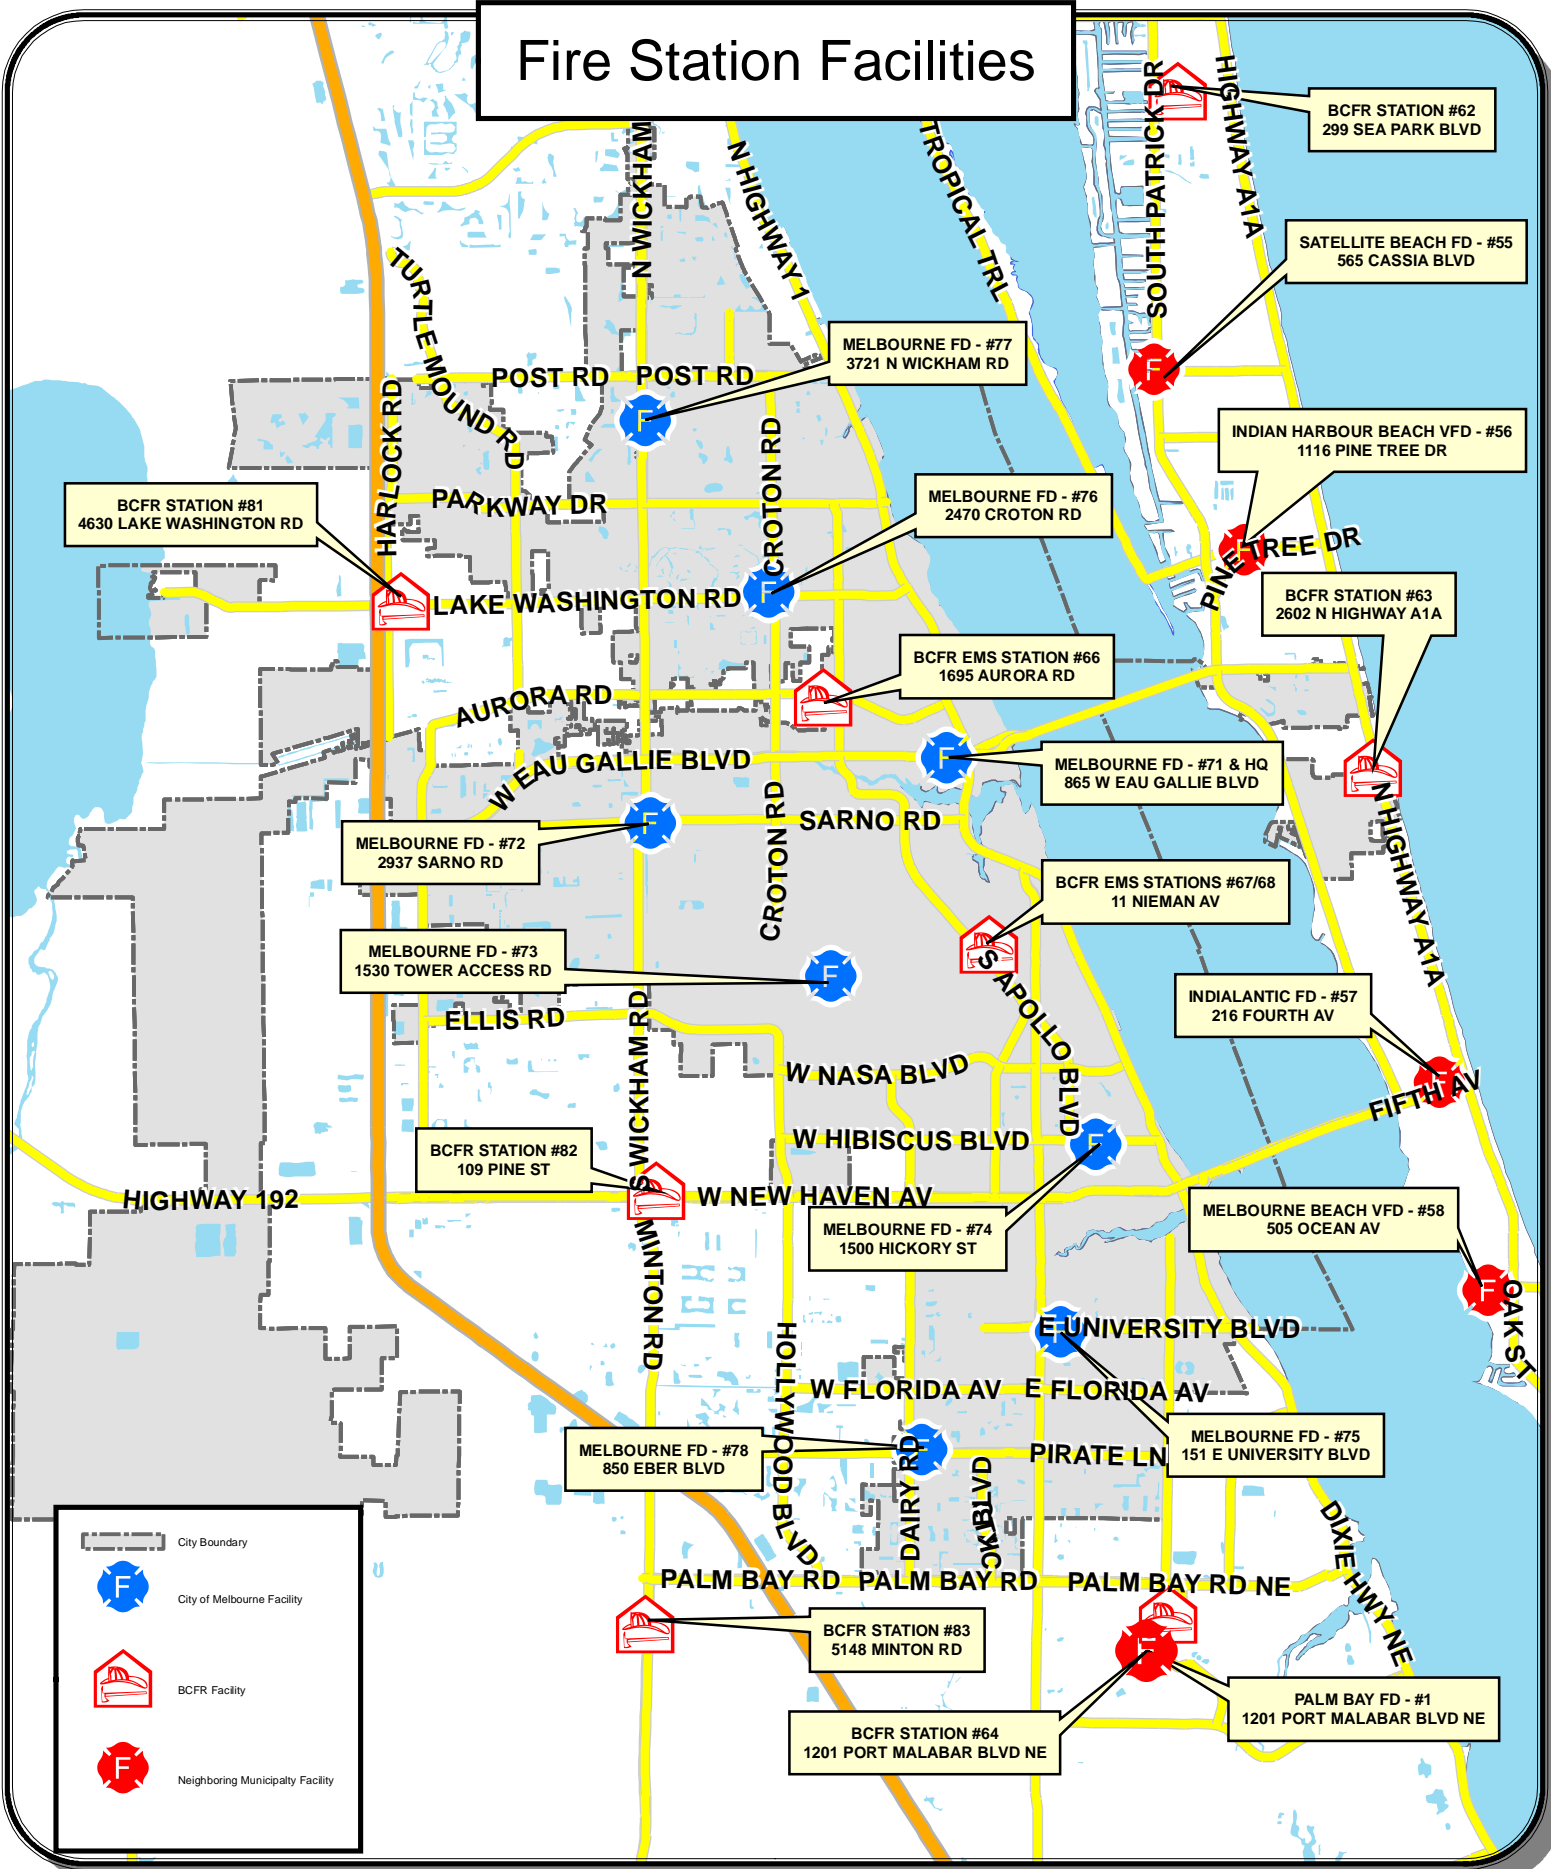 Fire Station Facilities
BCFR STATION #62
299 SEA PARK BLVD
SOUTH PATRICK DR
HIGHWAY A1A
N WICKHAM
N HIGHWAY 1
TROPICAL TRL
SATELLITE BEACH FD - #55
565 CASSIA BLVD
TURTLE MOUND RD
MELBOURNE FD - #77
3721 N WICKHAM RD
POST RD
POST RD
HARLOCK RD
CROTON RD
INDIAN HARBOUR BEACH VFD - #56
1116 PINE TREE DR
BCFR STATION #81
4630 LAKE WASHINGTON RD
PARKWAY DR
MELBOURNE FD - #76
2470 CROTON RD
PINE TREE DR
LAKE WASHINGTON RD
BCFR STATION #63
2602 N HIGHWAY A1A
BCFR EMS STATION #66
1695 AURORA RD
AURORA RD
W EAU GALLIE BLVD
MELBOURNE FD - #71 & HQ
865 W EAU GALLIE BLVD
N HIGHWAY A1A
SARNO RD
CROTON RD
MELBOURNE FD - #72
2937 SARNO RD
BCFR EMS STATIONS #67/68
11 NIEMAN AV
MELBOURNE FD - #73
1530 TOWER ACCESS RD
S APOLLO BLVD
INDIALANTIC FD - #57
216 FOURTH AV
ELLIS RD
S WICKHAM RD
W NASA BLVD
FIFTH AV
W HIBISCUS BLVD
BCFR STATION #82
109 PINE ST
HIGHWAY 192
W NEW HAVEN AV
MELBOURNE FD - #74
1500 HICKORY ST
MELBOURNE BEACH VFD - #58
505 OCEAN AV
MINTON RD
OAK ST
E UNIVERSITY BLVD
HOLLYWOOD BLVD
W FLORIDA AV
E FLORIDA AV
MELBOURNE FD - #78
850 EBER BLVD
DAIRY RD
BLVD
PIRATE LN
MELBOURNE FD - #75
151 E UNIVERSITY BLVD
DIXIE HWY NE
PALM BAY RD
PALM BAY RD
PALM BAY RD NE
BCFR STATION #83
5148 MINTON RD
PALM BAY FD - #1
1201 PORT MALABAR BLVD NE
BCFR STATION #64
1201 PORT MALABAR BLVD NE
City Boundary
F
City of Melbourne Facility
BCFR Facility
F
Neighboring Municipalty Facility